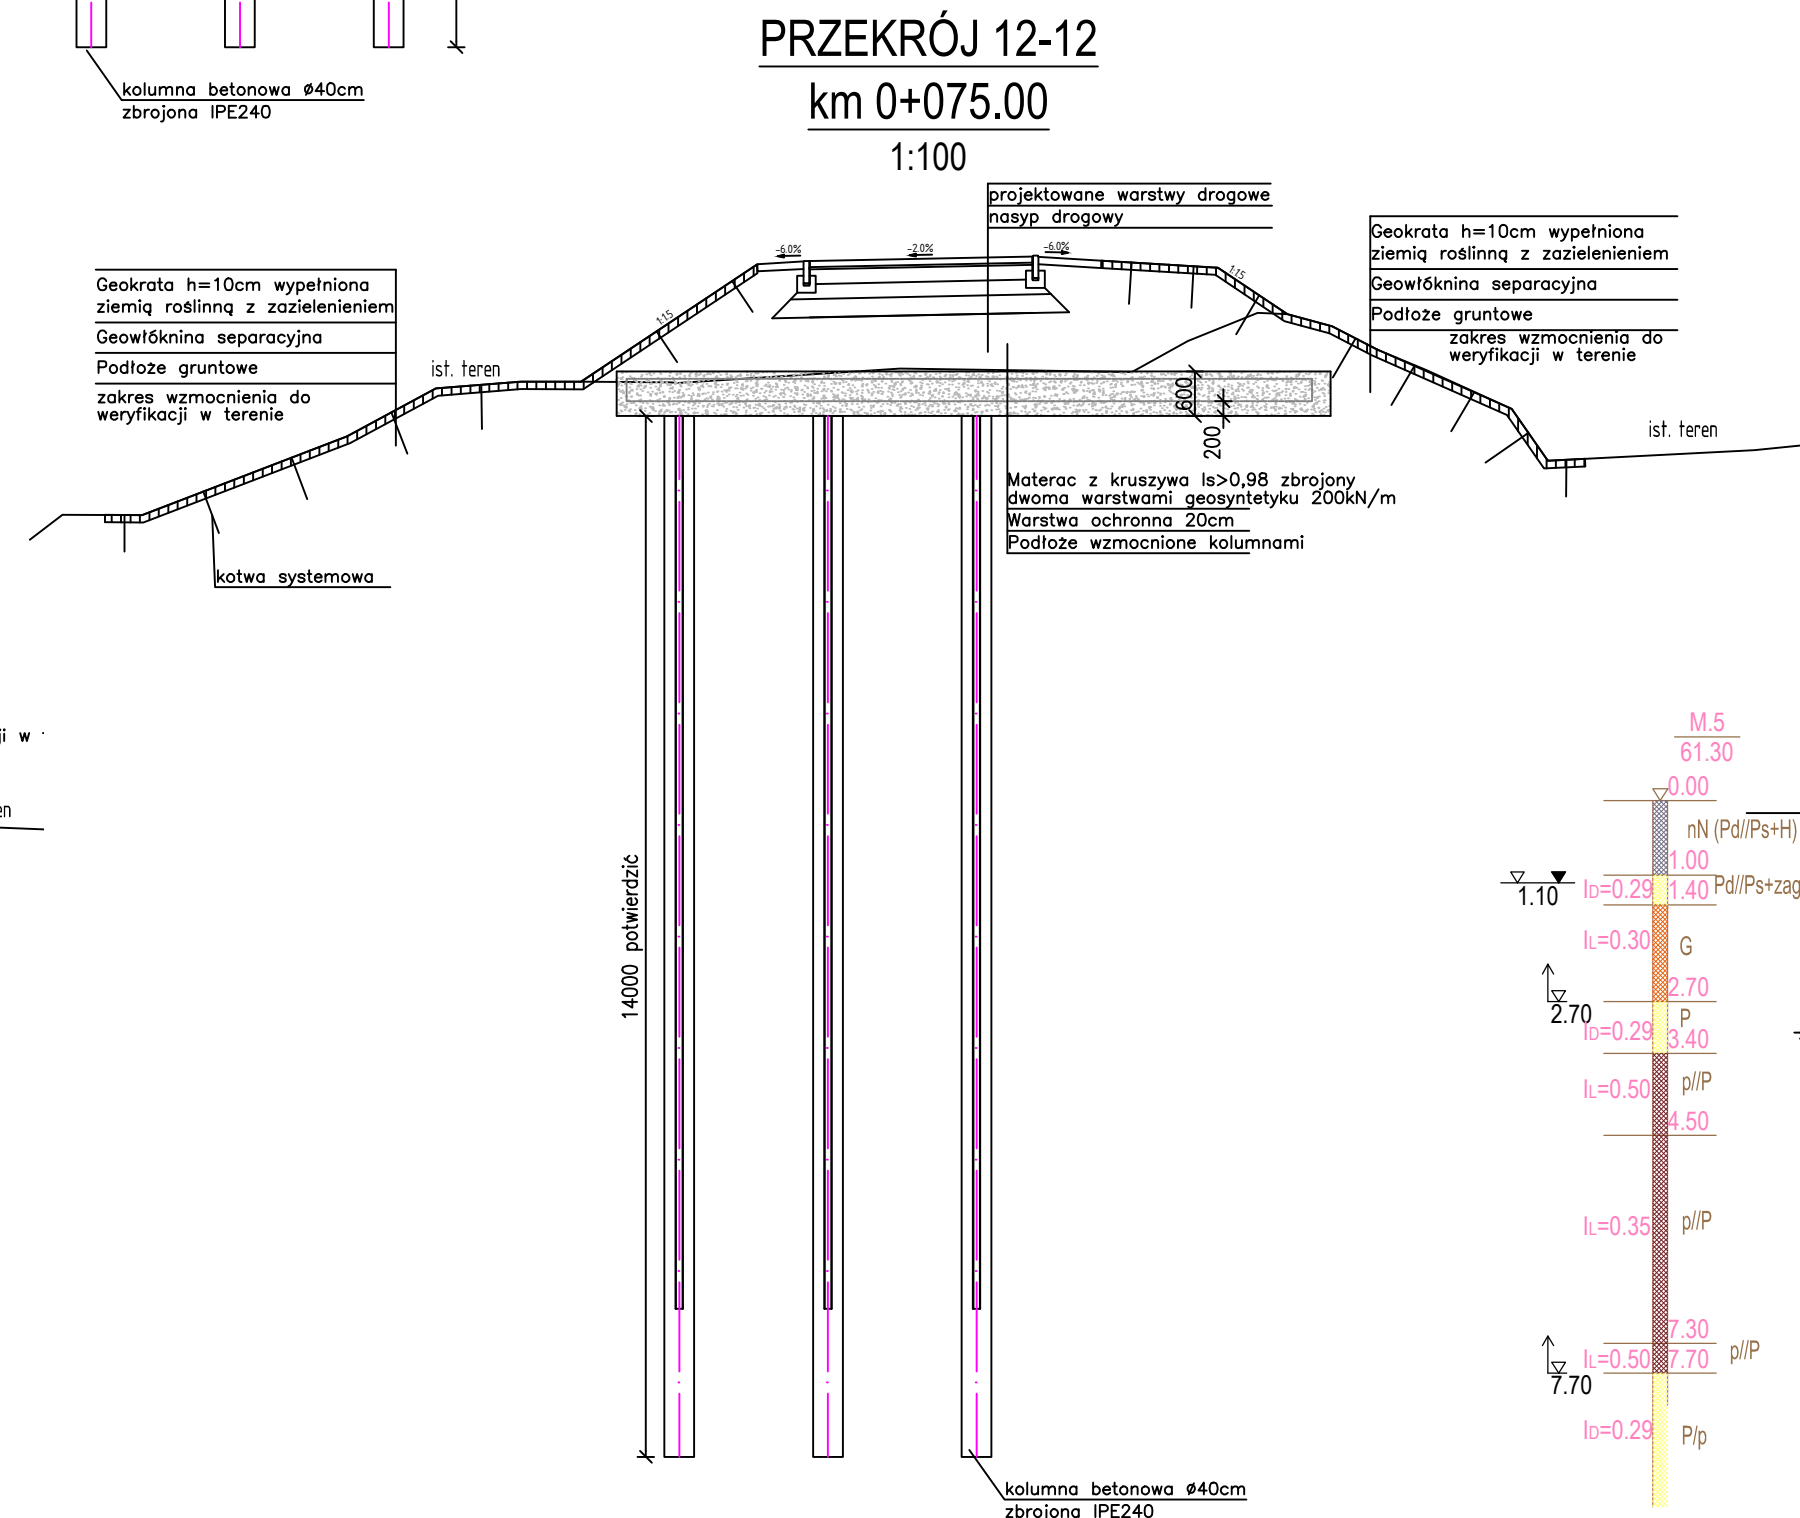 kolumna betonowa Ø40cm
zbrojona IPE240
PRZEKRÓJ 12-12
km 0+075.00
1:100
projektowane warstwy drogowe
nasyp drogowy
-6.0%
-2.0%
-6.0%
1:1.5
1:1.5
Geokrata h=10cm wypełniona
ziemią roślinną z zazielenieniem
Geowłóknina separacyjna
Podłoże gruntowe
zakres wzmocnienia do
weryfikacji w terenie
Geokrata h=10cm wypełniona
ziemią roślinną z zazielenieniem
Geowłóknina separacyjna
Podłoże gruntowe
zakres wzmocnienia do
weryfikacji w terenie
ist. teren
ist. teren
600
200
Materac z kruszywa Is>0,98 zbrojony
dwoma warstwami geosyntetyku 200kN/m
Warstwa ochronna 20cm
Podłoże wzmocnione kolumnami
kotwa systemowa
14000 potwierdzić
kolumna betonowa Ø40cm
zbrojona IPE240
ji w
en
M.5
61.30
0.00
nN (Pd//Ps+H)
1.00
1.10
ID=0.29
1.40
Pd//Ps+zag
IL=0.30
G
2.70
2.70
P
ID=0.29
3.40
IL=0.50
p//P
4.50
IL=0.35
p//P
7.30
IL=0.50
7.70
p//P
7.70
ID=0.29
P/p